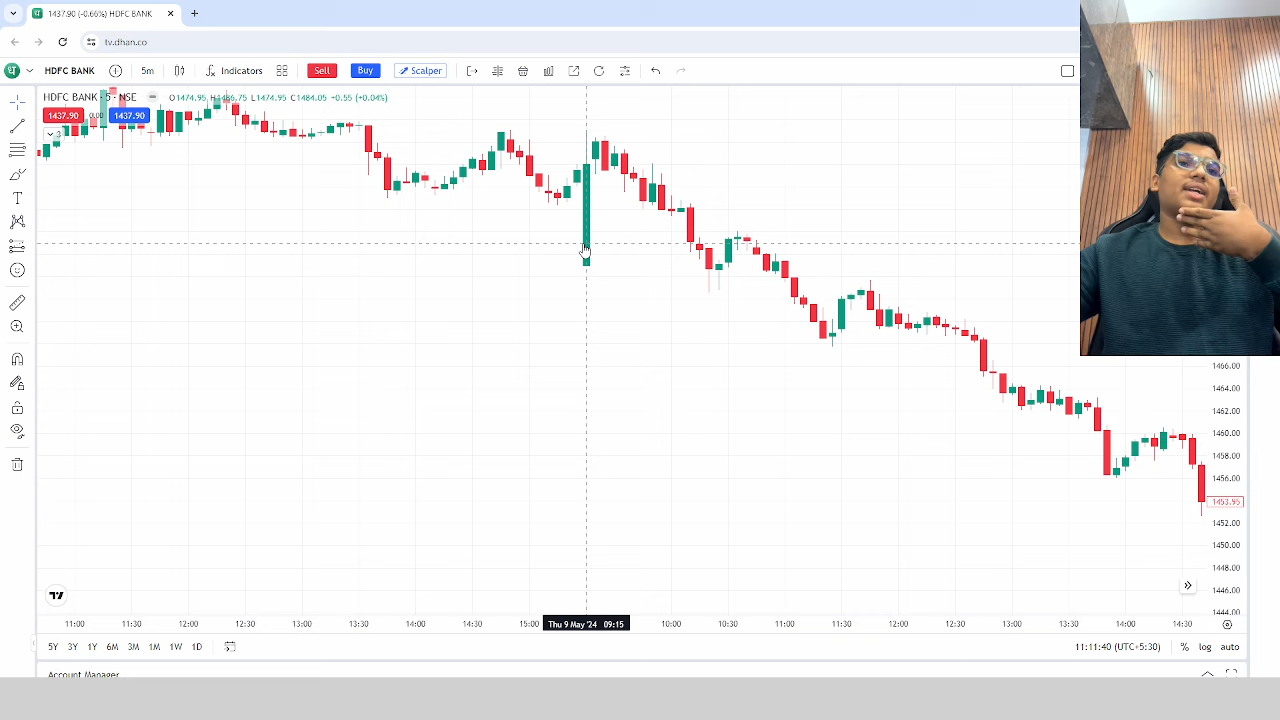 1437.90 (-0.66%) HDFC BANK
tv.dhan.co
HDFC BANK 5m Indicators Sell Buy Scalper
HDFC BANK · 5 · NSE O1474.95 H1486.75 L1474.95 C1484.05 +0.55 (+0.04%)
1437.90 0.00 1437.90
3
1466.00
1464.00
1462.00
1460.00
1458.00
1456.00
1453.95
1452.00
1450.00
1448.00
1446.00
1444.00
11:00 11:30 12:00 12:30 13:00 13:30 14:00 14:30 15:00 Thu 9 May '24 09:15 10:00 10:30 11:00 11:30 12:00 12:30 13:00 13:30 14:00 14:30
5Y 3Y 1Y 6M 3M 1M 1W 1D 11:11:40 (UTC+5:30) % log auto
Account Manager